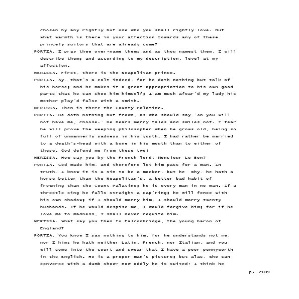 chosen by any rightly but one who you shall rightly love. But
what warmth is there in your affection towards any of these
princely suitors that are already come?
PORTIA. I pray thee over-name them; and as thou namest them, I will
describe them; and according to my description, level at my
affection.
NERISSA. First, there is the Neapolitan prince.
PORTIA. Ay, that's a colt indeed, for he doth nothing but talk of
his horse; and he makes it a great appropriation to his own good
parts that he can shoe him himself; I am much afear'd my lady his
mother play'd false with a smith.
NERISSA. Then is there the County Palatine.
PORTIA. He doth nothing but frown, as who should say 'An you will
not have me, choose.' He hears merry tales and smiles not. I fear
he will prove the weeping philosopher when he grows old, being so
full of unmannerly sadness in his youth. I had rather be married
to a death's-head with a bone in his mouth than to either of
these. God defend me from these two!
NERISSA. How say you by the French lord, Monsieur Le Bon?
PORTIA. God made him, and therefore let him pass for a man. In
truth, I know it is a sin to be a mocker, but he- why, he hath a
horse better than the Neapolitan's, a better bad habit of
frowning than the Count Palatine; he is every man in no man. If a
throstle sing he falls straight a-cap'ring; he will fence with
his own shadow; if I should marry him, I should marry twenty
husbands. If he would despise me, I would forgive him; for if he
love me to madness, I shall never requite him.
NERISSA. What say you then to Falconbridge, the young baron of
England?
PORTIA. You know I say nothing to him, for he understands not me,
nor I him: he hath neither Latin, French, nor Italian, and you
will come into the court and swear that I have a poor pennyworth
in the English. He is a proper man's picture; but alas, who can
converse with a dumb-show? How oddly he is suited! I think he